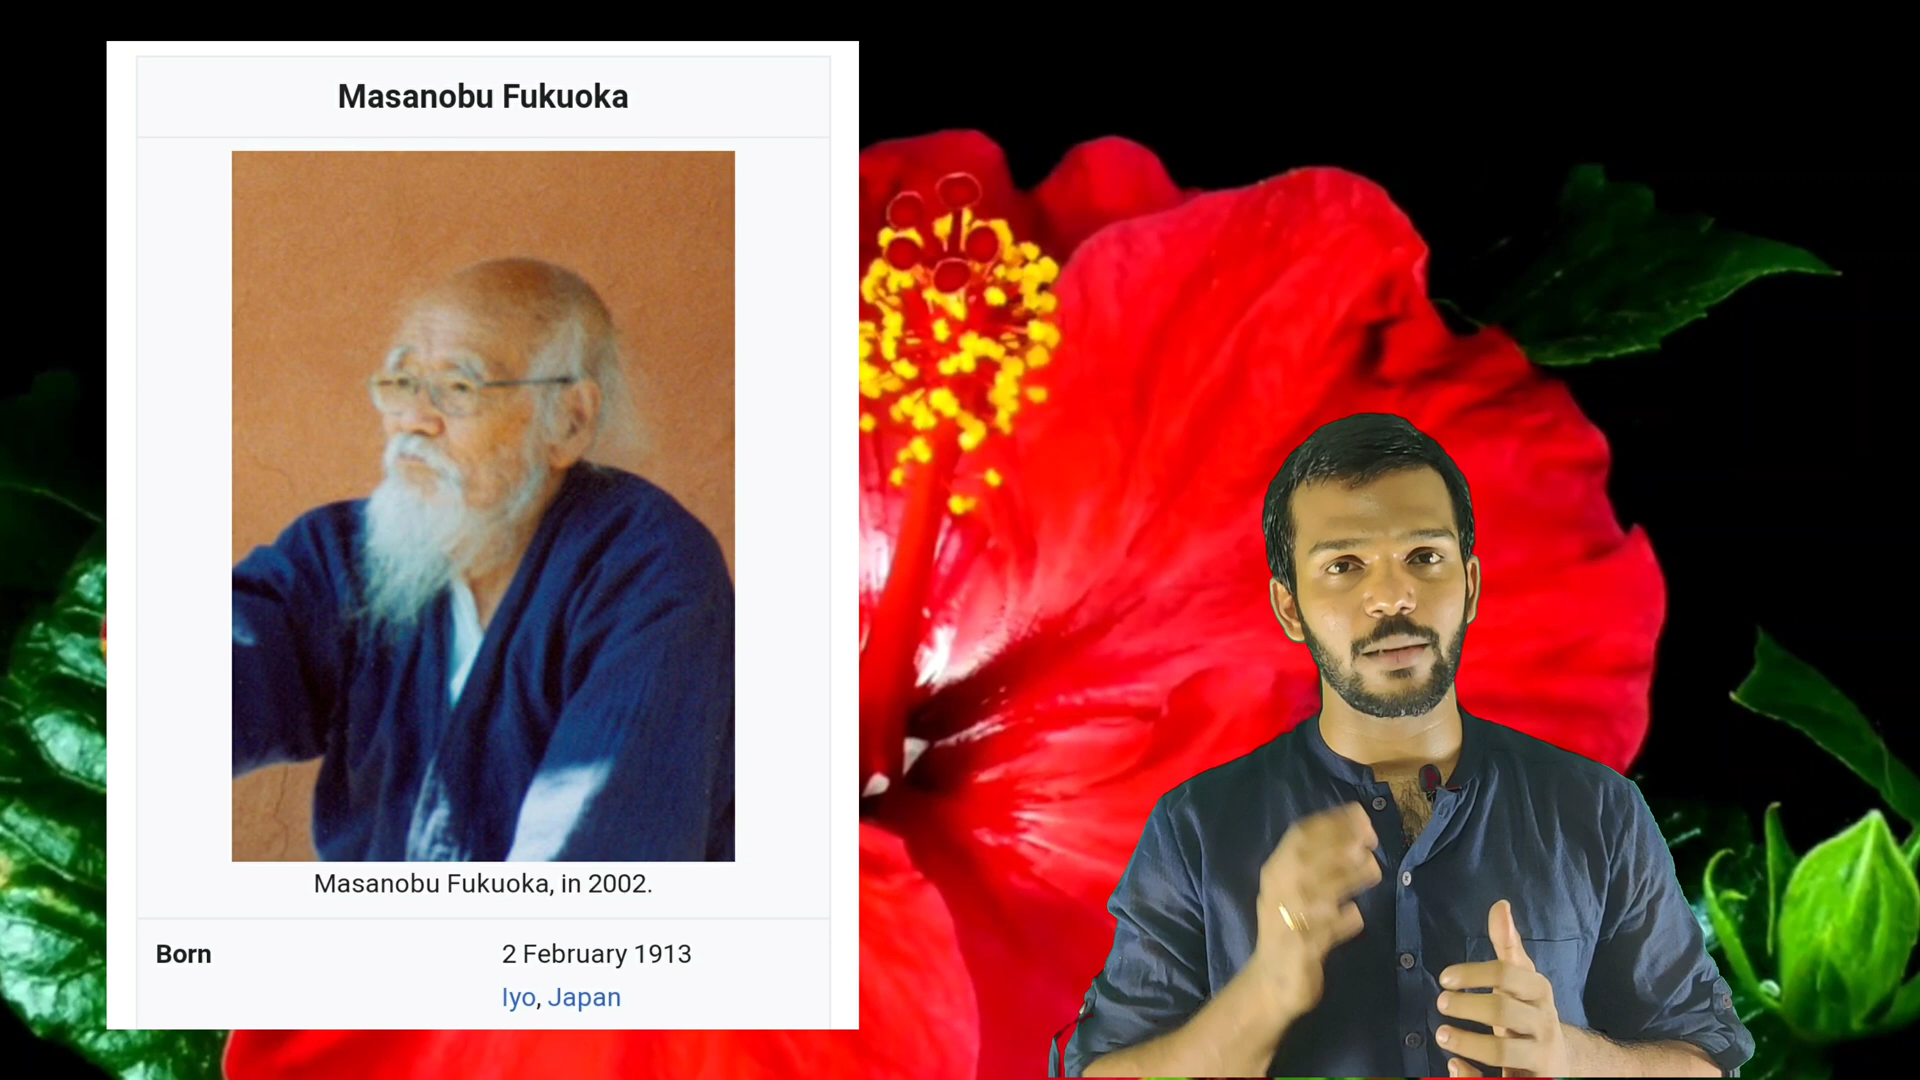 Masanobu Fukuoka
Masanobu Fukuoka, in 2002.
Born 2 February 1913
Iyo, Japan